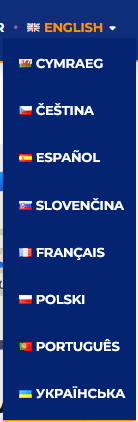 R • ENGLISH
CYMRAEG
ČEŠTINA
ESPAÑOL
SLOVENČINA
FRANÇAIS
POLSKI
PORTUGUÊS
УКРАЇНСЬКА